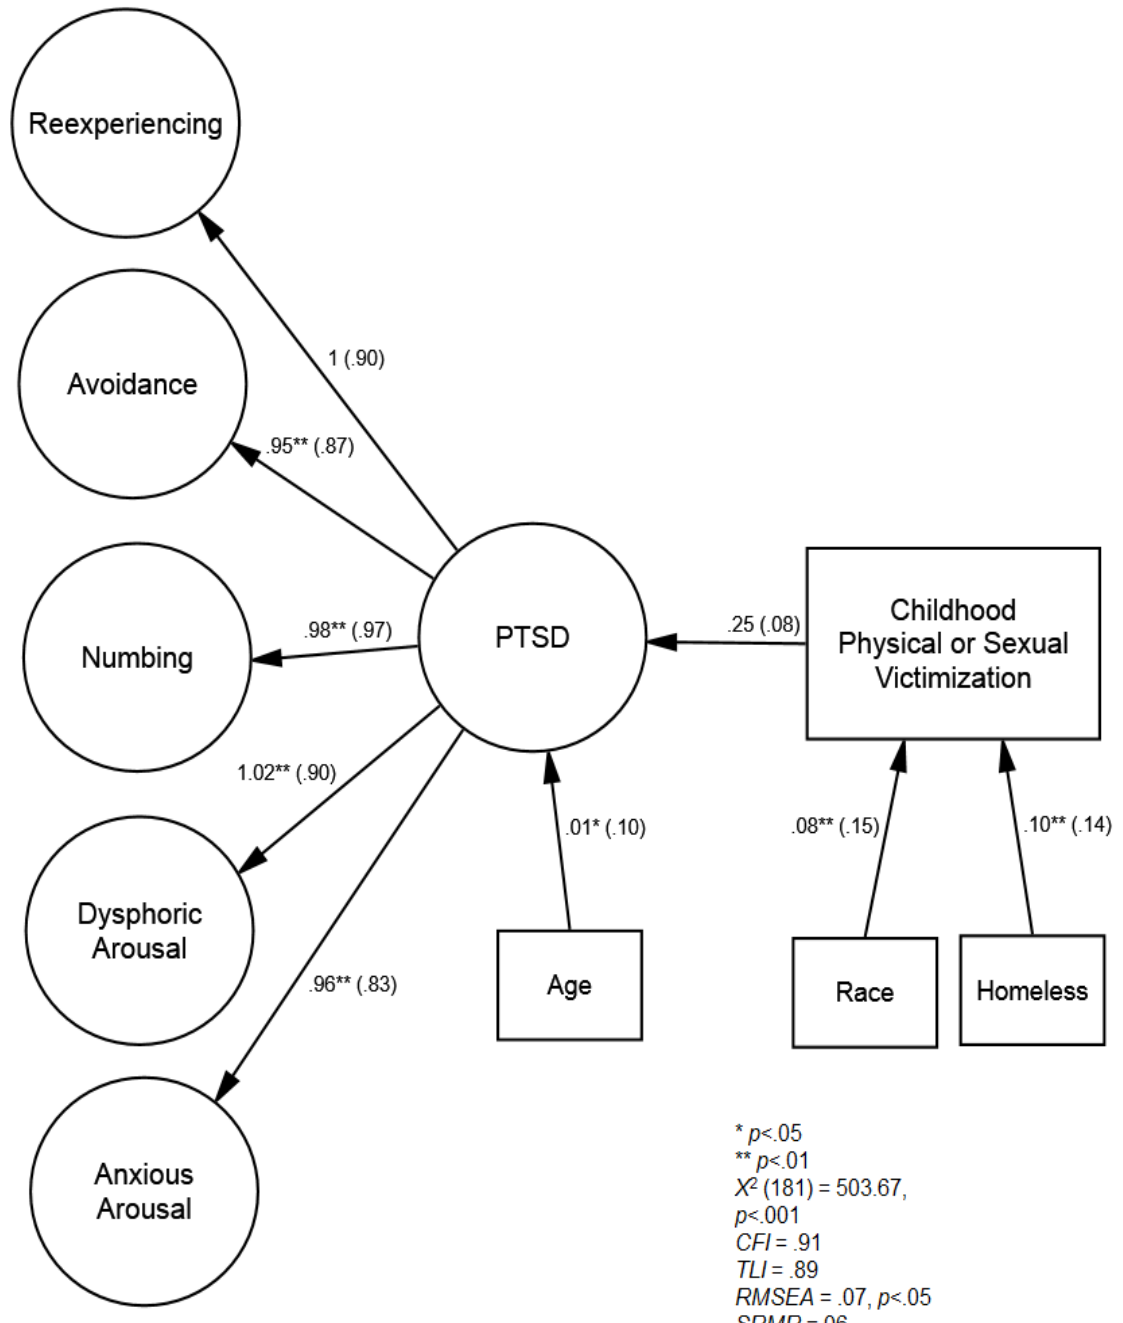 Reexperiencing
1 (.90)
Avoidance
.95** (.87)
Numbing
.98** (.97)
PTSD
.25 (.08)
Childhood
Physical or Sexual
Victimization
1.02** (.90)
.01* (.10)
.08** (.15)
.10** (.14)
Dysphoric
Arousal
.96** (.83)
Age
Race
Homeless
Anxious
Arousal
* p<.05
** p<.01
X² (181) = 503.67,
p<.001
CFI = .91
TLI = .89
RMSEA = .07, p<.05
SRMR =.06